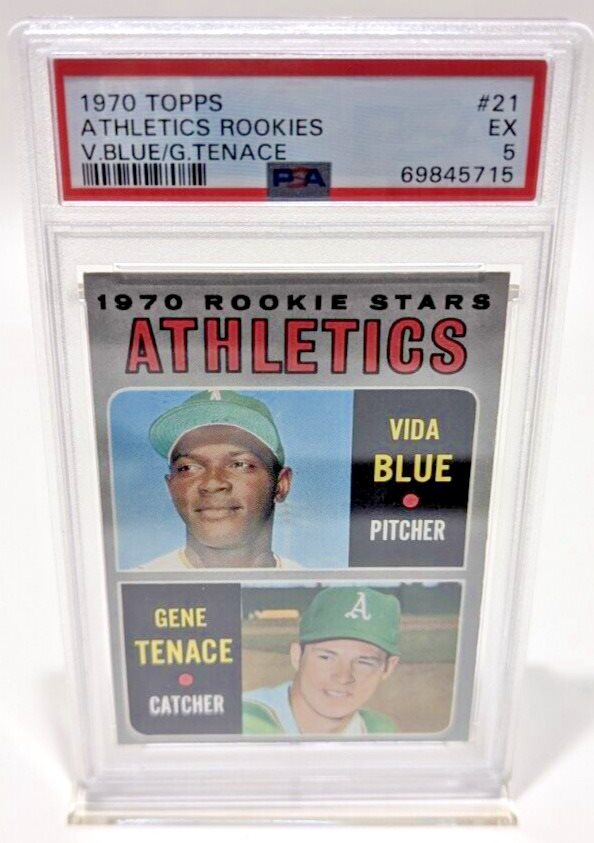 1970 TOPPS #21
ATHLETICS ROOKIES EX
V.BLUE/G.TENACE 5
PSA 69845715
1970 ROOKIE STARS
ATHLETICS
A
VIDA
BLUE
PITCHER
GENE
TENACE
CATCHER
A